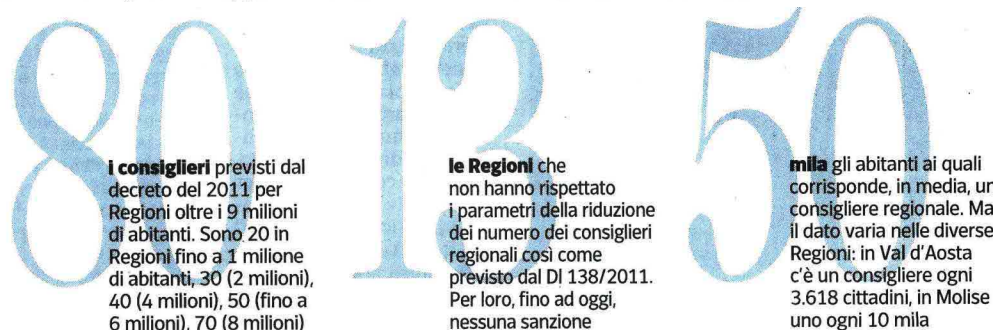 80
i consiglieri previsti dal
decreto del 2011 per
Regioni oltre i 9 milioni
di abitanti. Sono 20 in
Regioni fino a 1 milione
di abitanti, 30 (2 milioni),
40 (4 milioni), 50 (fino a
6 milioni), 70 (8 milioni)
13
le Regioni che
non hanno rispettato
i parametri della riduzione
dei numero dei consiglieri
regionali così come
previsto dal Dl 138/2011.
Per loro, fino ad oggi,
nessuna sanzione
50
mila gli abitanti ai quali
corrisponde, in media, un
consigliere regionale. Ma
il dato varia nelle diverse
Regioni: in Val d'Aosta
c'è un consigliere ogni
3.618 cittadini, in Molise
uno ogni 10 mila